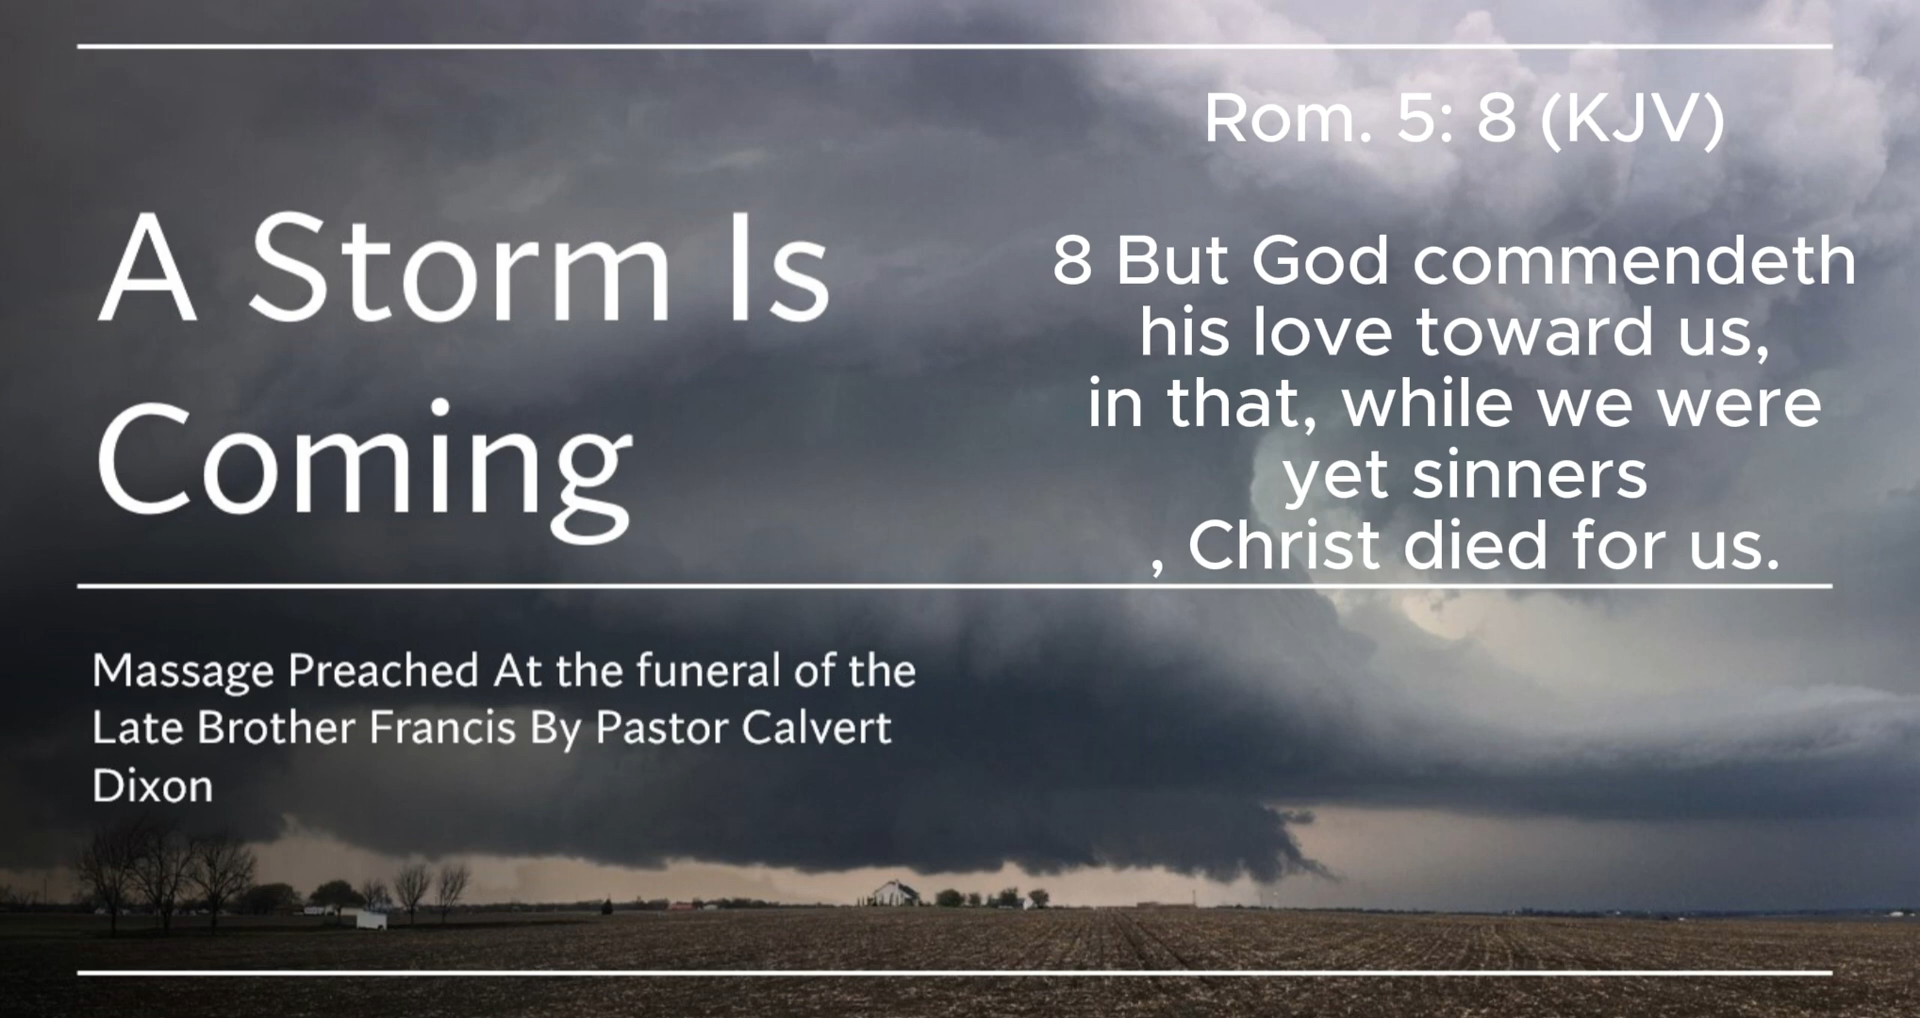 A Storm Is
Coming
Rom. 5: 8 (KJV)
8 But God commendeth
his love toward us,
in that, while we were
yet sinners
, Christ died for us.
Massage Preached At the funeral of the
Late Brother Francis By Pastor Calvert
Dixon